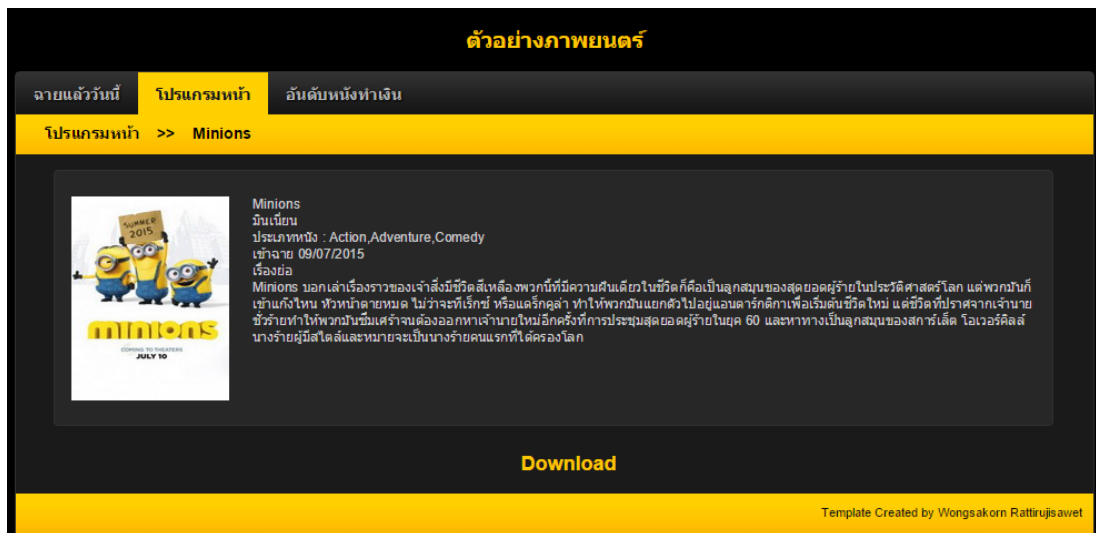 ตัวอย่างภาพยนตร์
ฉายแล้ววันนี้ โปรแกรมหน้า อันดับหนังทำเงิน
โปรแกรมหน้า >> Minions
SUMMER
2015
MINIONS
COMING TO THEATERS
JULY 10
Minions
มินเนี่ยน
ประเภทหนัง : Action,Adventure,Comedy
เข้าฉาย 09/07/2015
เรื่องย่อ
Minions บอกเล่าเรื่องราวของเจ้าสิ่งมีชีวิตสีเหลืองพวกนี้ที่มีความฝันเดียวในชีวิตก็คือเป็นลูกสมุนของสุดยอดผู้ร้ายในประวัติศาสตร์โลก แต่พวกมันก็
เข้าแก๊งไหน หัวหน้าตายหมด ไม่ว่าจะทีเร็กซ์ หรือแดร็กคูล่า ทำให้พวกมันแยกตัวไปอยู่แอนตาร์กติกาเพื่อเริ่มต้นชีวิตใหม่ แต่ชีวิตที่ปราศจากเจ้านาย
ชั่วร้ายทำให้พวกมันซึมเศร้าจนต้องออกหาเจ้านายใหม่อีกครั้งที่การประชุมสุดยอดผู้ร้ายในยุค 60 และหาทางเป็นลูกสมุนของสการ์เล็ต โอเวอร์คิลล์
นางร้ายผู้มีสไตล์และหมายจะเป็นนางร้ายคนแรกที่ได้ครองโลก
Download
Template Created by Wongsakorn Rattirujisawet